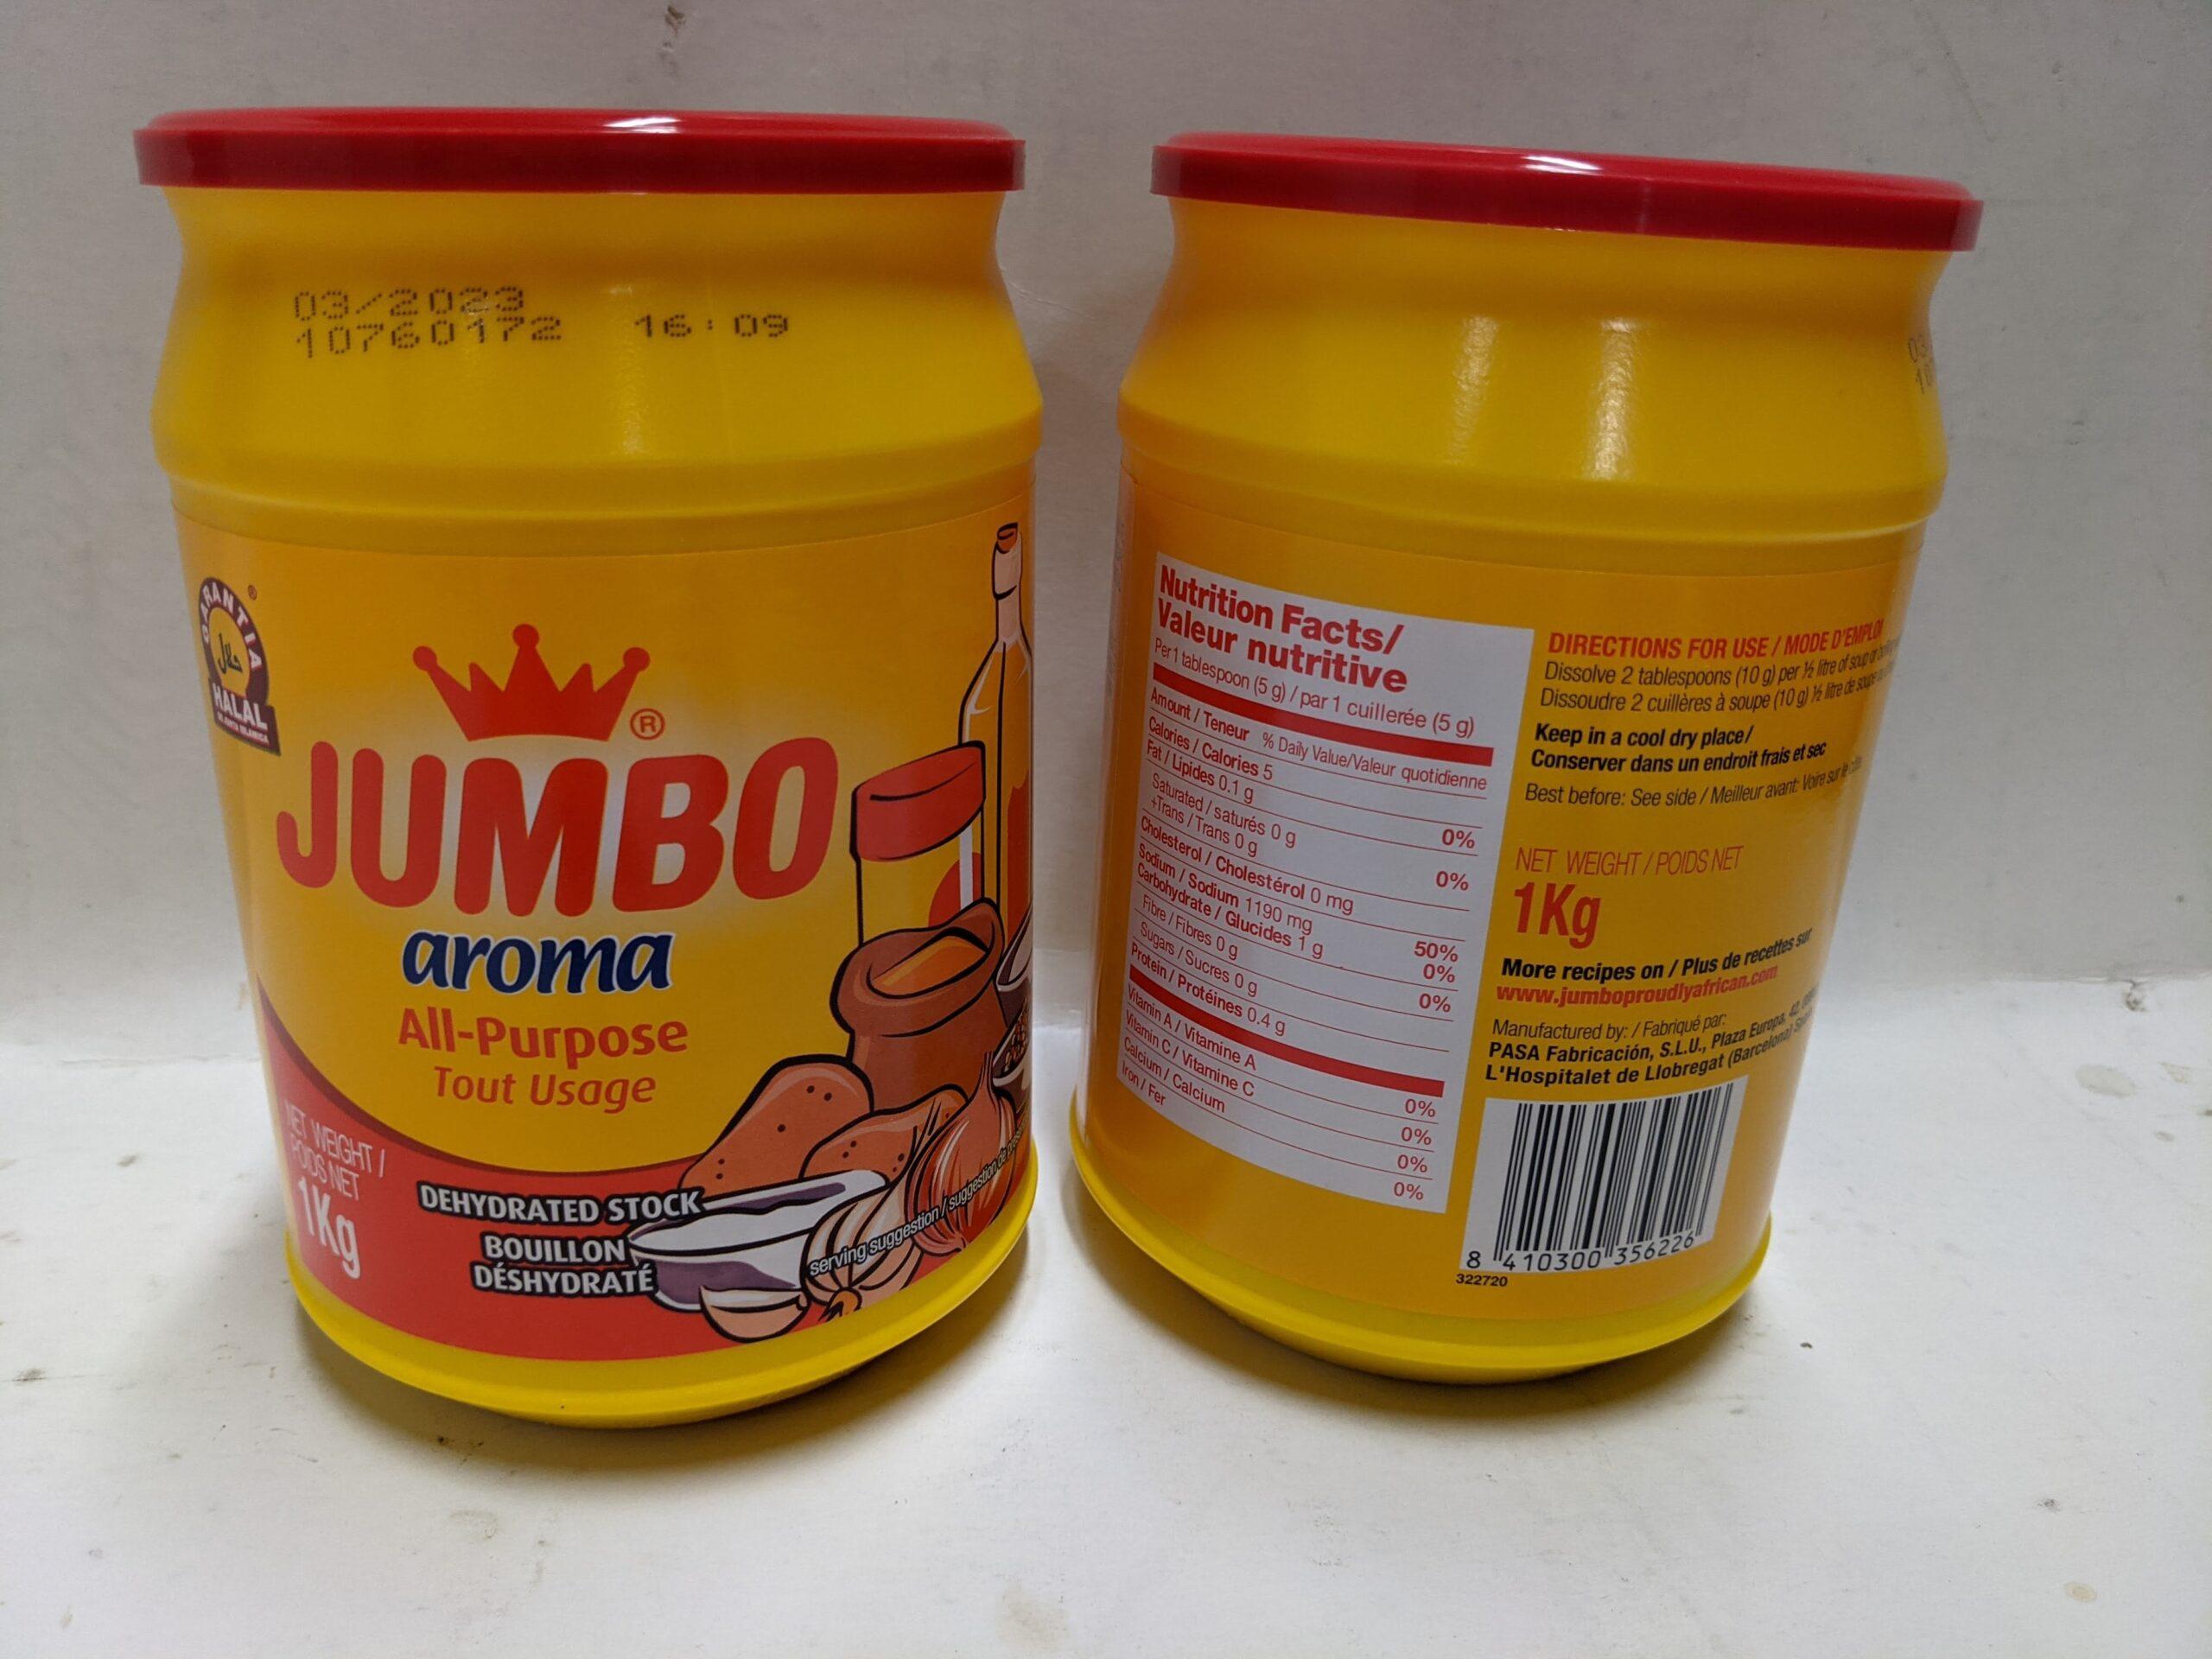 03/2023
10760172 16:09
GARANTIA
حلال
HALAL
DE JUNTA ISLAMICA
®
JUMBO
aroma
All-Purpose
Tout Usage
NET WEIGHT /
POIDS NET
1Kg
DEHYDRATED STOCK
BOUILLON
DÉSHYDRATÉ
serving suggestion / suggestion de
Nutrition Facts/
Valeur nutritive
Per 1 tablespoon (5 g) / par 1 cuillerée (5 g)
Amount / Teneur % Daily Value/Valeur quotidienne
Calories / Calories 5
Fat / Lipides 0.1 g 0%
Saturated / saturés 0 g
+Trans / Trans 0 g 0%
Cholesterol / Cholestérol 0 mg
Sodium / Sodium 1190 mg 50%
Carbohydrate / Glucides 1 g 0%
Fibre / Fibres 0 g 0%
Sugars / Sucres 0 g
Protein / Protéines 0.4 g
Vitamin A / Vitamine A 0%
Vitamin C / Vitamine C 0%
Calcium / Calcium 0%
Iron / Fer 0%
DIRECTIONS FOR USE / MODE D'EMPLOI
Dissolve 2 tablespoons (10 g) per ½ litre of soup or
Dissoudre 2 cuillères à soupe (10 g) ½ litre de soupe
Keep in a cool dry place/
Conserver dans un endroit frais et sec
Best before: See side / Meilleur avant: Voire sur le
NET WEIGHT / POIDS NET
1Kg
More recipes on / Plus de recettes sur
www.jumboproudlyafrican.com
Manufactured by: / Fabriqué par:
PASA Fabricación, S.L.U., Plaza Europa, 42,
L'Hospitalet de Llobregat (Barcelona)
8 410300 356226
322720